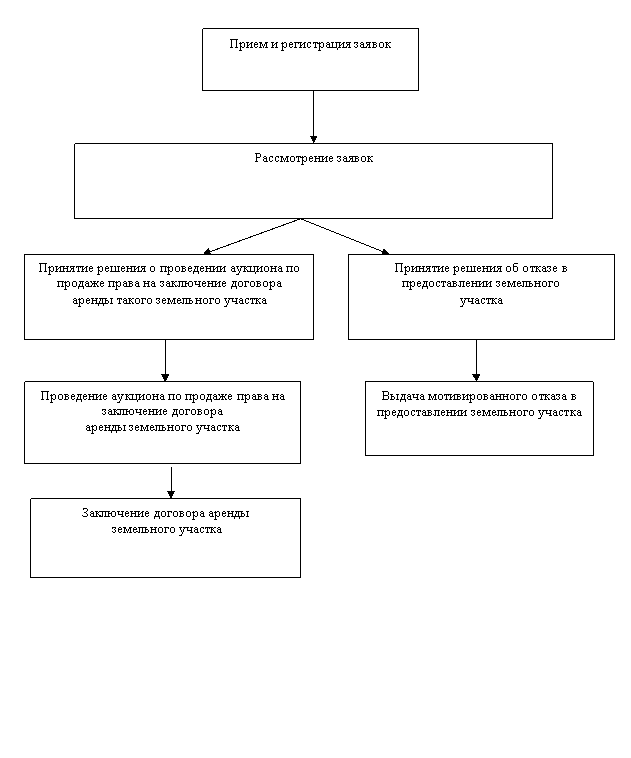 Прием и регистрация заявок
Рассмотрение заявок
Принятие решения о проведении аукциона по
продаже права на заключение договора
аренды такого земельного участка
Принятие решения об отказе в
предоставлении земельного
участка
Проведение аукциона по продаже права на
заключение договора
аренды земельного участка
Выдача мотивированного отказа в
предоставлении земельного участка
Заключение договора аренды
земельного участка